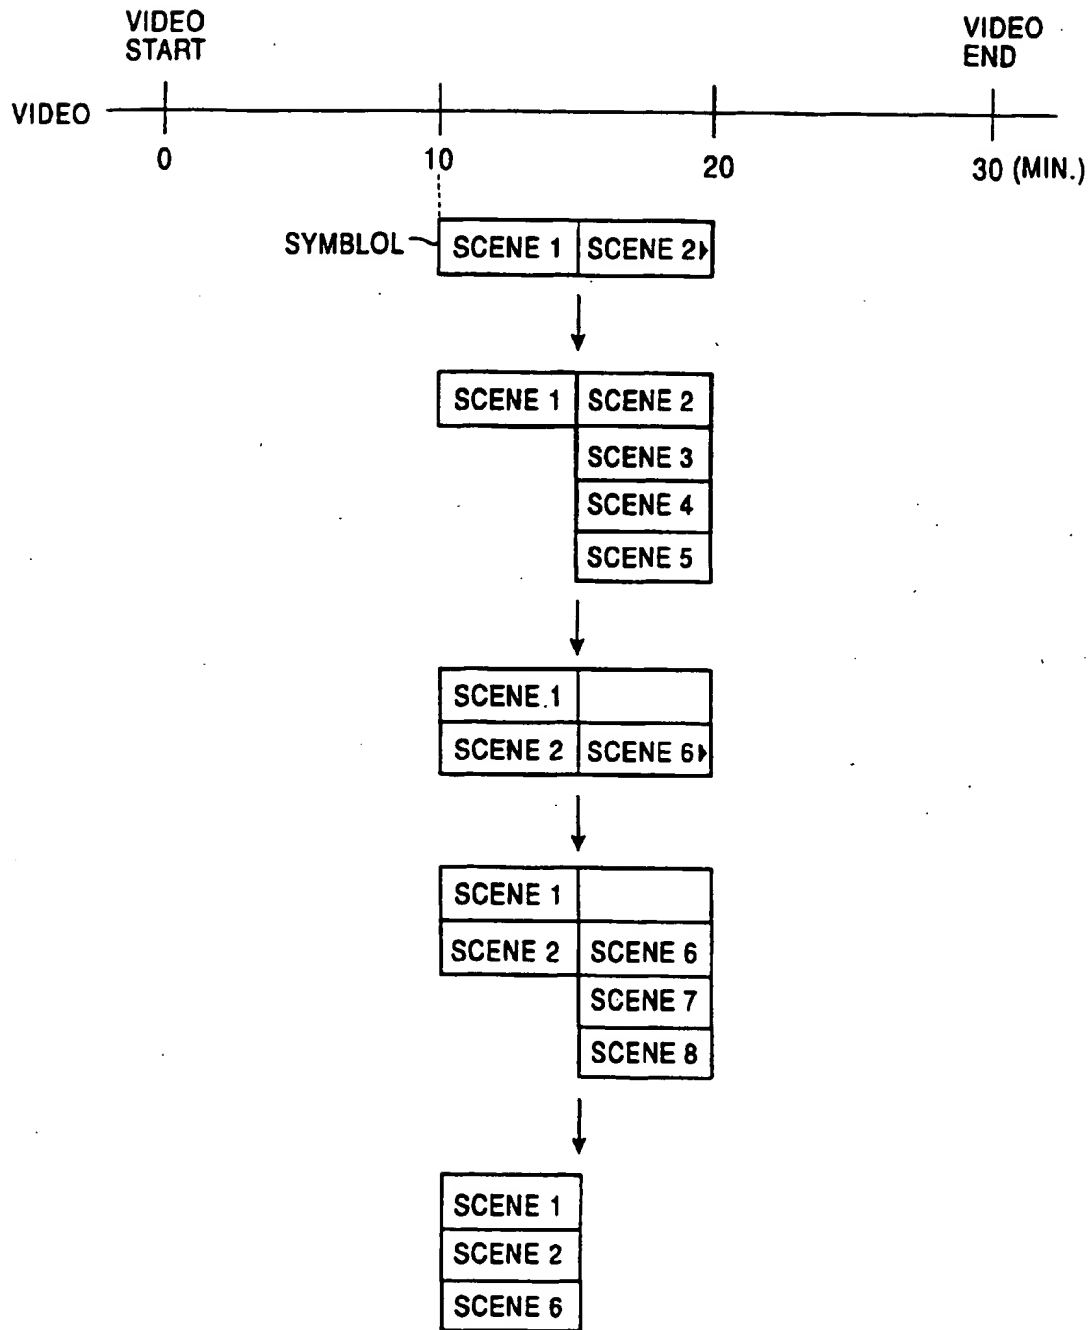 VIDEO START
VIDEO END
VIDEO
0
10
20
30 (MIN.)
SYMBLOL
SCENE 1
SCENE 2
SCENE 1
SCENE 2
SCENE 3
SCENE 4
SCENE 5
SCENE 1
SCENE 2
SCENE 6
SCENE 1
SCENE 2
SCENE 6
SCENE 7
SCENE 8
SCENE 1
SCENE 2
SCENE 6